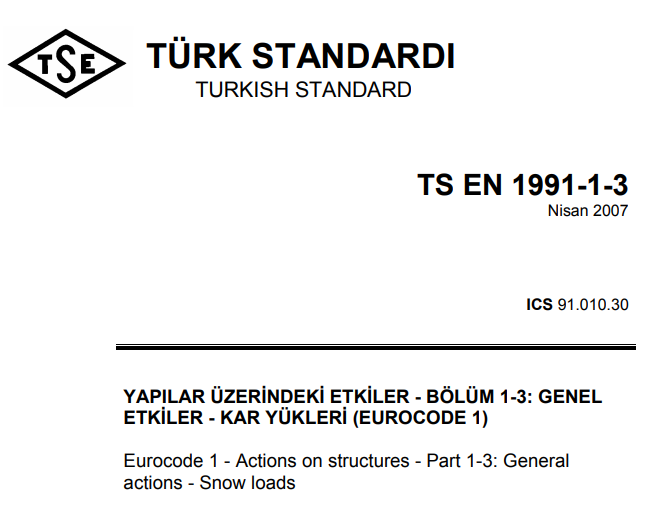 TSE
TÜRK STANDARDI
TURKISH STANDARD
TS EN 1991-1-3
Nisan 2007
ICS 91.010.30
YAPILAR ÜZERİNDEKİ ETKİLER - BÖLÜM 1-3: GENEL
ETKİLER - KAR YÜKLERİ (EUROCODE 1)
Eurocode 1 - Actions on structures - Part 1-3: General
actions - Snow loads